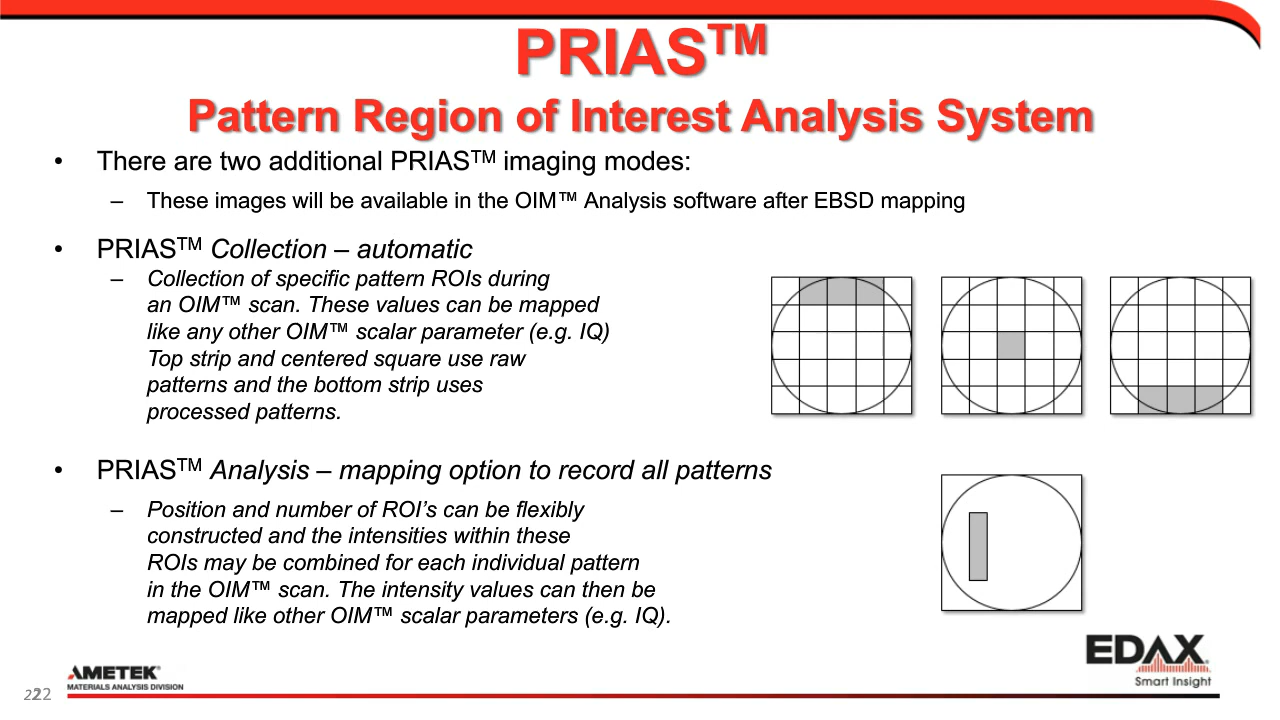 PRIAS™
Pattern Region of Interest Analysis System
• There are two additional PRIAS™ imaging modes:
– These images will be available in the OIM™ Analysis software after EBSD mapping
• PRIAS™ Collection – automatic
– Collection of specific pattern ROIs during
an OIM™ scan. These values can be mapped
like any other OIM™ scalar parameter (e.g. IQ)
Top strip and centered square use raw
patterns and the bottom strip uses
processed patterns.
• PRIAS™ Analysis – mapping option to record all patterns
– Position and number of ROI’s can be flexibly
constructed and the intensities within these
ROIs may be combined for each individual pattern
in the OIM™ scan. The intensity values can then be
mapped like other OIM™ scalar parameters (e.g. IQ).
EDAX
Smart Insight
AMETEK®
MATERIALS ANALYSIS DIVISION